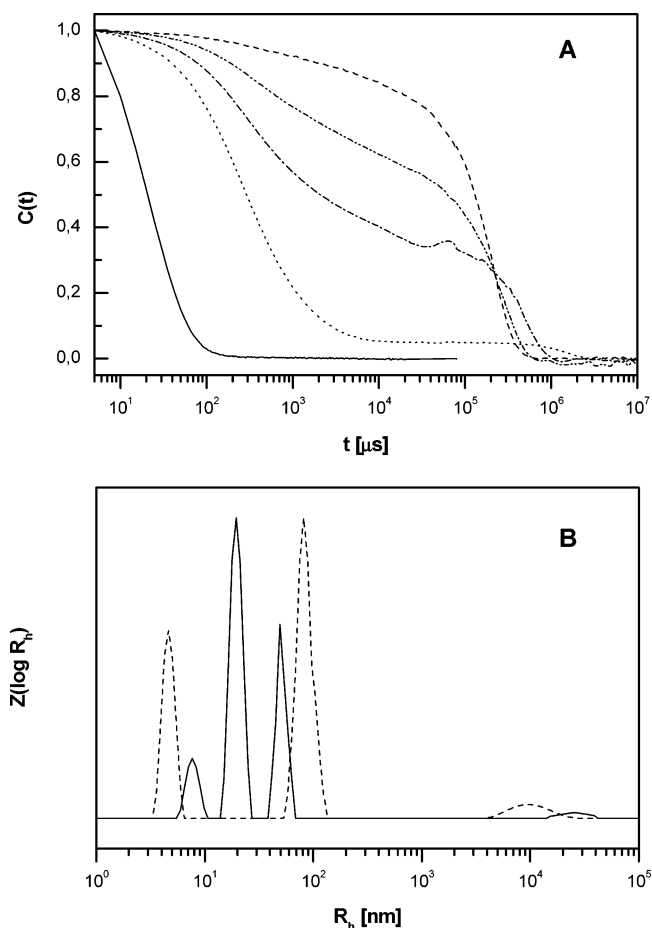 A
1,0
0,8
0,6
0,4
0,2
0,0
C(t)
10¹ 10² 10³ 10⁴ 10⁵ 10⁶ 10⁷
t [µs]
B
Z(log Rₕ)
10⁰ 10¹ 10² 10³ 10⁴ 10⁵
Rₕ [nm]